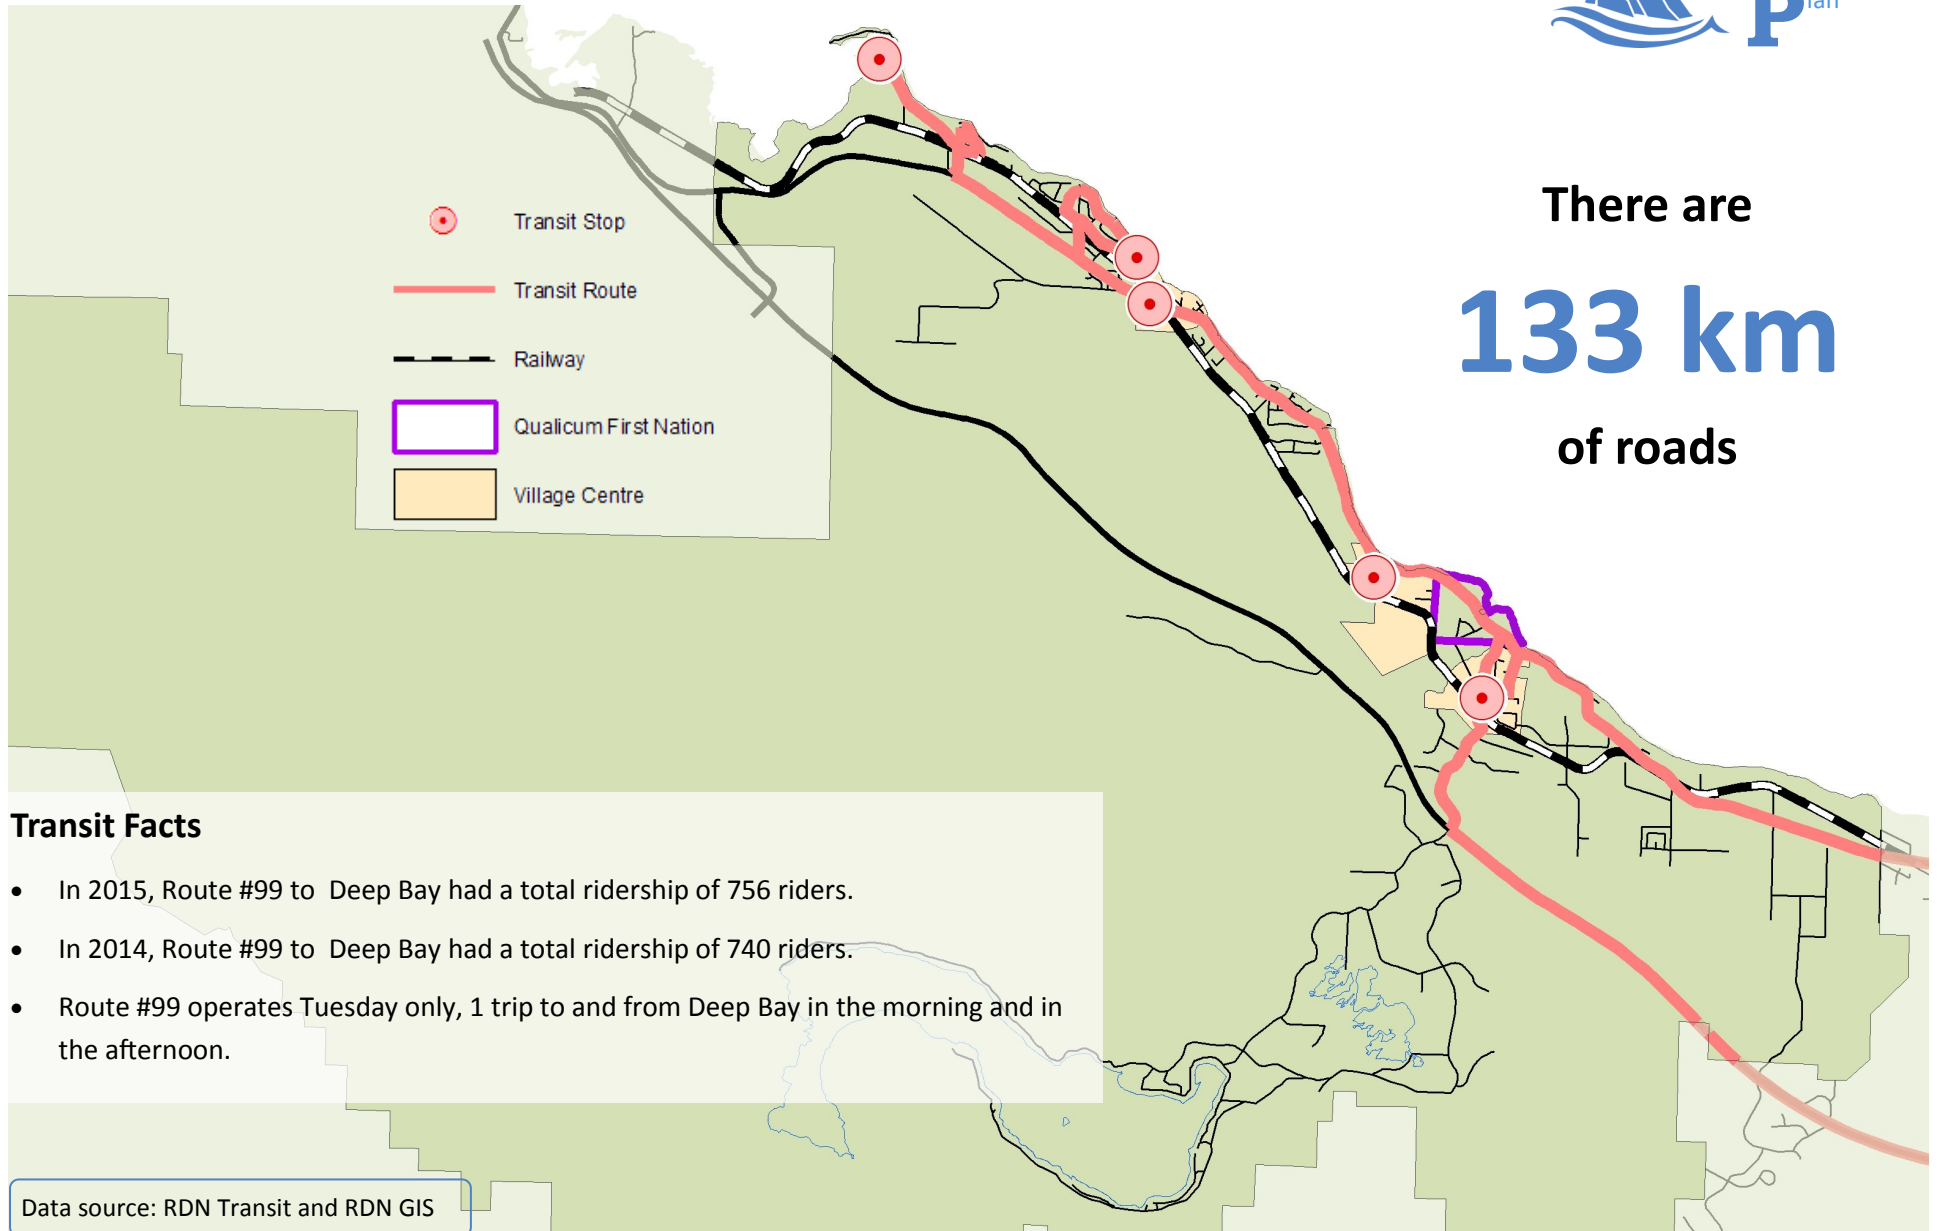 Plan
There are
133 km
of roads
Transit Stop
Transit Route
Railway
Qualicum First Nation
Village Centre
Transit Facts
• In 2015, Route #99 to Deep Bay had a total ridership of 756 riders.
• In 2014, Route #99 to Deep Bay had a total ridership of 740 riders.
• Route #99 operates Tuesday only, 1 trip to and from Deep Bay in the morning and in
the afternoon.
Data source: RDN Transit and RDN GIS